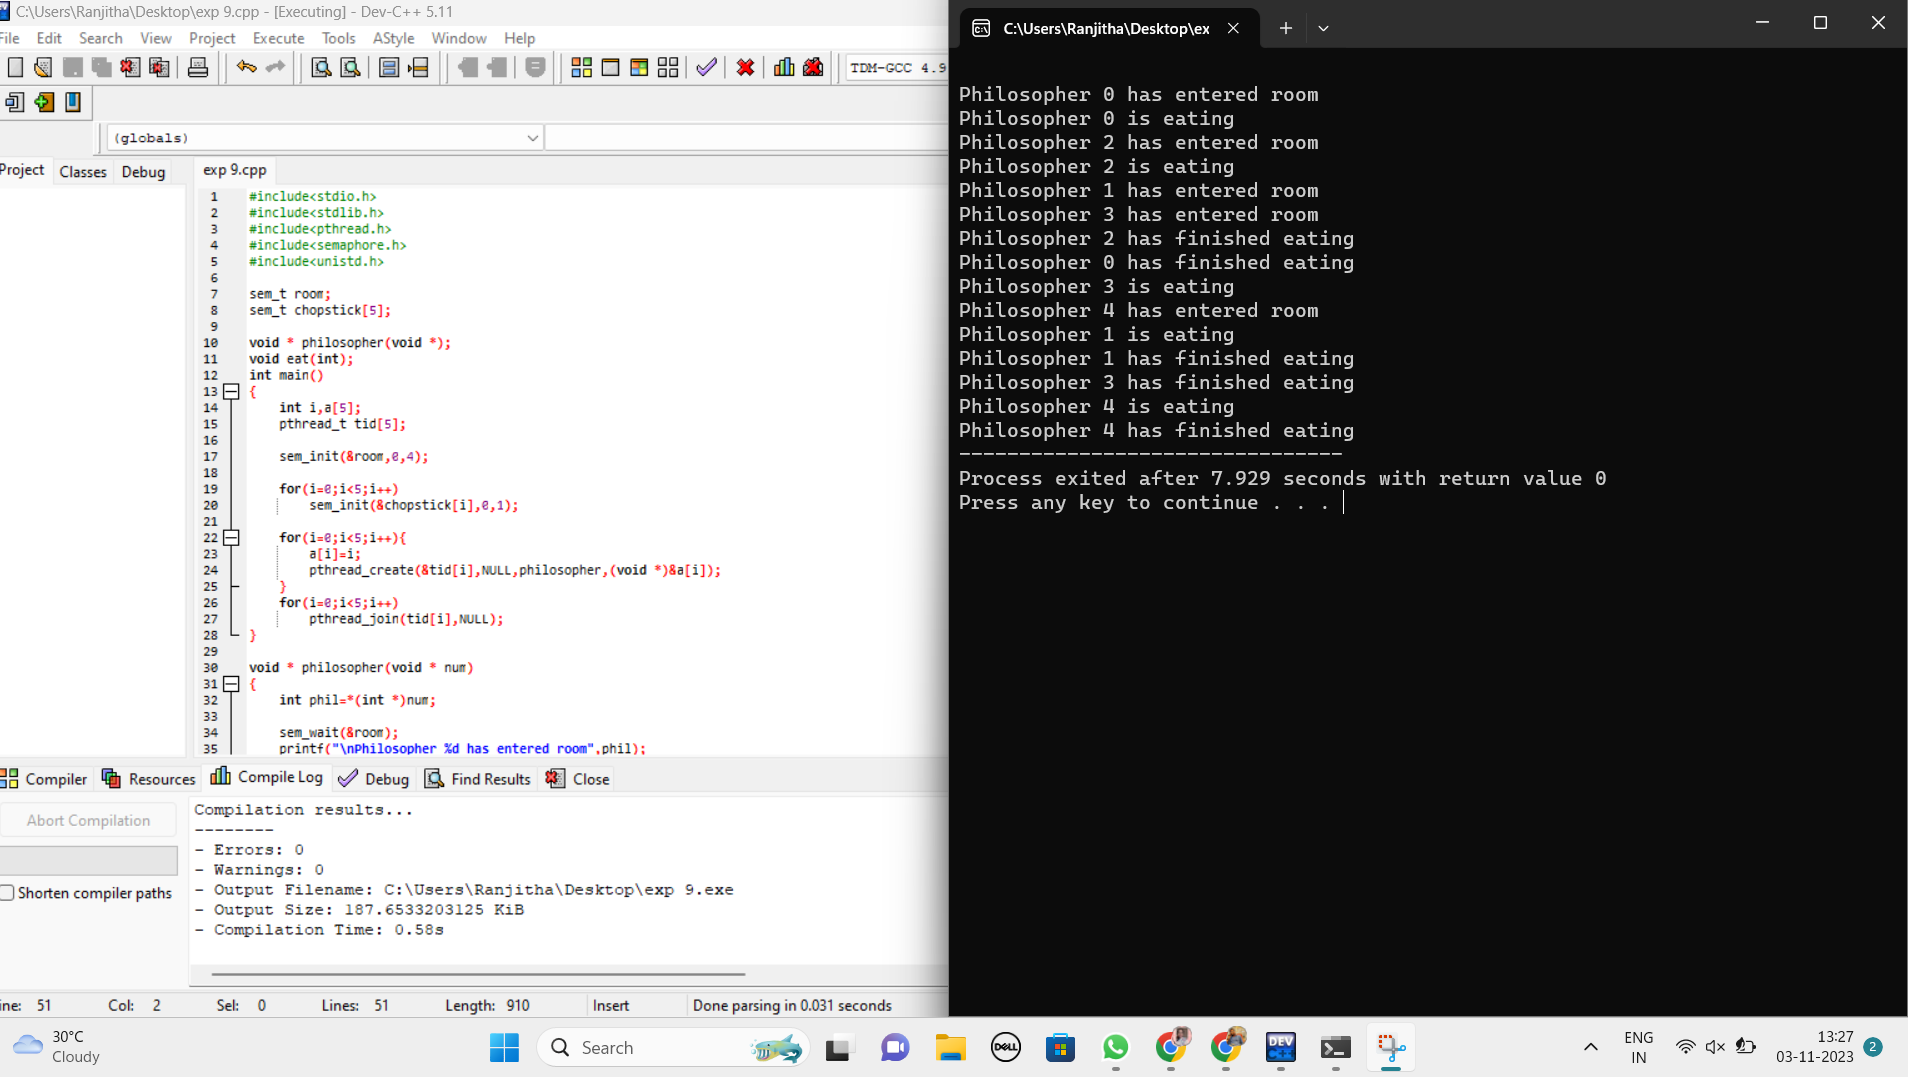 C:\Users\Ranjitha\Desktop\exp 9.cpp - [Executing] - Dev-C++ 5.11
File Edit Search View Project Execute Tools AStyle Window Help
TDM-GCC 4.9
(globals)
Project Classes Debug
exp 9.cpp
1 #include<stdio.h>
2 #include<stdlib.h>
3 #include<pthread.h>
4 #include<semaphore.h>
5 #include<unistd.h>
6
7 sem_t room;
8 sem_t chopstick[5];
9
10 void * philosopher(void *);
11 void eat(int);
12 int main()
13 {
14 int i,a[5];
15 pthread_t tid[5];
16
17 sem_init(&room,0,4);
18
19 for(i=0;i<5;i++)
20 sem_init(&chopstick[i],0,1);
21
22 for(i=0;i<5;i++){
23 a[i]=i;
24 pthread_create(&tid[i],NULL,philosopher,(void *)&a[i]);
25 }
26 for(i=0;i<5;i++)
27 pthread_join(tid[i],NULL);
28 }
29
30 void * philosopher(void * num)
31 {
32 int phil=*(int *)num;
33
34 sem_wait(&room);
35 printf("\nPhilosopher %d has entered room",phil);
Compiler Resources Compile Log Debug Find Results Close
Abort Compilation
Shorten compiler paths
Compilation results...
--------
- Errors: 0
- Warnings: 0
- Output Filename: C:\Users\Ranjitha\Desktop\exp 9.exe
- Output Size: 187.6533203125 KiB
- Compilation Time: 0.58s
ine: 51 Col: 2 Sel: 0 Lines: 51 Length: 910 Insert Done parsing in 0.031 seconds
C:\Users\Ranjitha\Desktop\ex
Philosopher 0 has entered room
Philosopher 0 is eating
Philosopher 2 has entered room
Philosopher 2 is eating
Philosopher 1 has entered room
Philosopher 3 has entered room
Philosopher 2 has finished eating
Philosopher 0 has finished eating
Philosopher 3 is eating
Philosopher 4 has entered room
Philosopher 1 is eating
Philosopher 1 has finished eating
Philosopher 3 has finished eating
Philosopher 4 is eating
Philosopher 4 has finished eating
--------------------------------
Process exited after 7.929 seconds with return value 0
Press any key to continue . . .
30°C
Cloudy
Search
DELL
DEV
C++
ENG
IN
13:27
03-11-2023
2